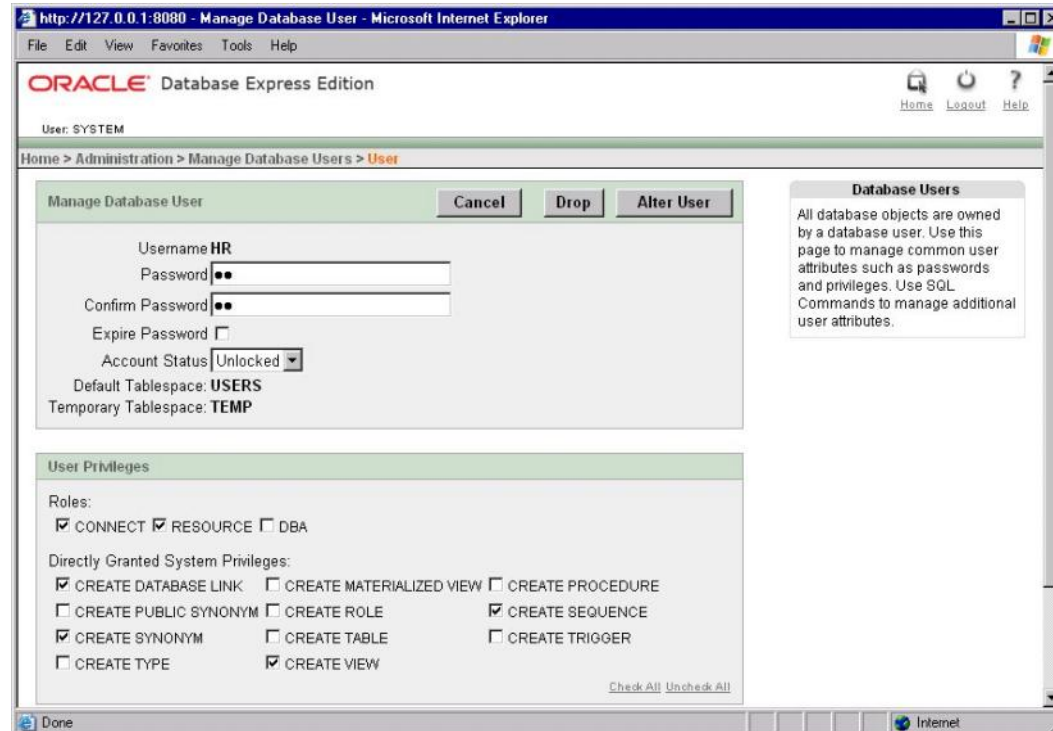 http://127.0.0.1:8080 - Manage Database User - Microsoft Internet Explorer
File Edit View Favorites Tools Help
ORACLE Database Express Edition
Home Logout Help
User: SYSTEM
Home > Administration > Manage Database Users > User
Manage Database User Cancel Drop Alter User
Username HR
Password ••
Confirm Password ••
Expire Password
Account Status Unlocked
Default Tablespace: USERS
Temporary Tablespace: TEMP
Database Users
All database objects are owned
by a database user. Use this
page to manage common user
attributes such as passwords
and privileges. Use SQL
Commands to manage additional
user attributes.
User Privileges
Roles:
CONNECT RESOURCE DBA
Directly Granted System Privileges:
CREATE DATABASE LINK CREATE MATERIALIZED VIEW CREATE PROCEDURE
CREATE PUBLIC SYNONYM CREATE ROLE CREATE SEQUENCE
CREATE SYNONYM CREATE TABLE CREATE TRIGGER
CREATE TYPE CREATE VIEW
Check All Uncheck All
Done Internet